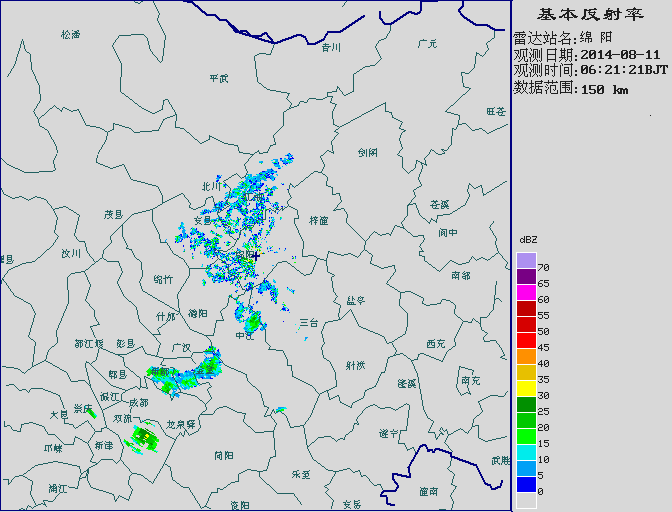 基本反射率
雷达站名:绵 阳
观测日期:2014-08-11
观测时间:06:21:21BJT
数据范围:150 km
松潘
青川
广元
平武
旺苍
剑阁
北川
苍溪
茂县
安县
梓潼
阆中
汶川
绵阳
南部
绵竹
盐亭
什邡
德阳
三台
中江
都江堰
彭县
广汉
西充
郫县
射洪
蓬溪
南充
温江
成都
崇庆
大邑
双流
龙泉驿
遂宁
邛崃
新津
简阳
武胜
乐至
蒲江
潼南
资阳
安岳
dBZ
70
65
60
55
50
45
40
35
30
25
20
15
10
5
0